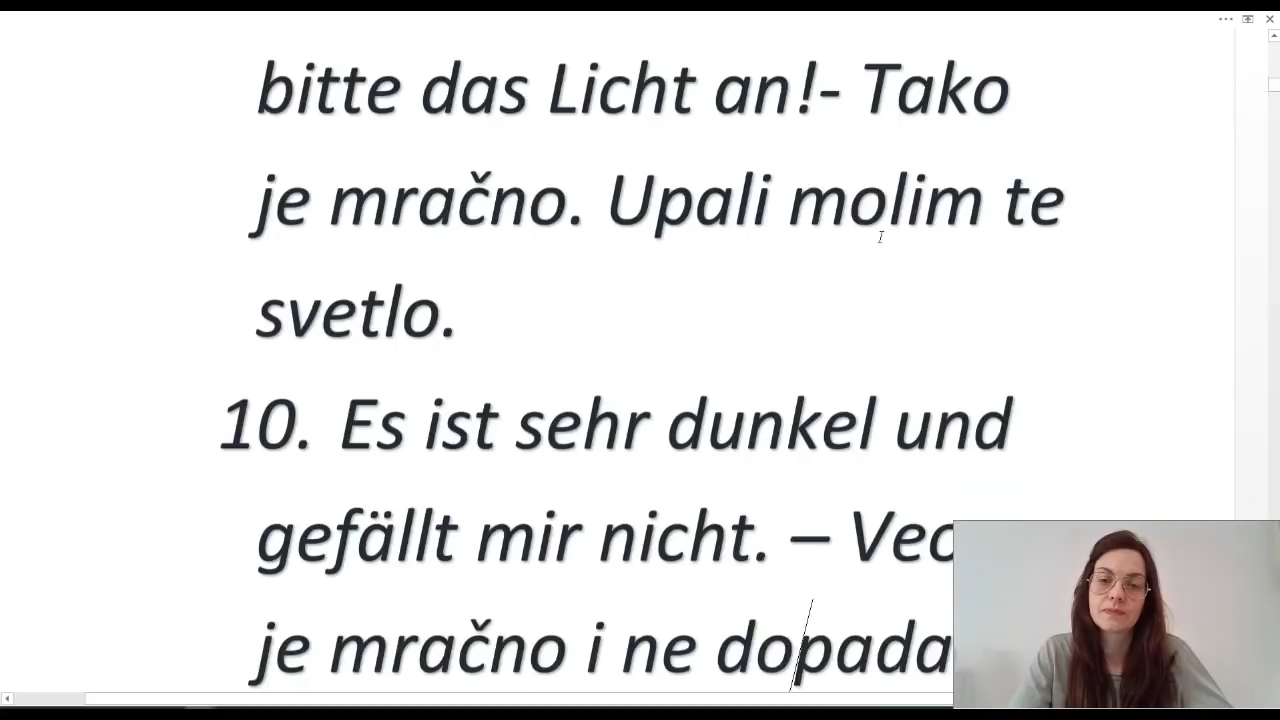 bitte das Licht an!- Tako
je mračno. Upali molim te
svetlo.
10. Es ist sehr dunkel und
gefällt mir nicht. –
je mračno i ne dopada